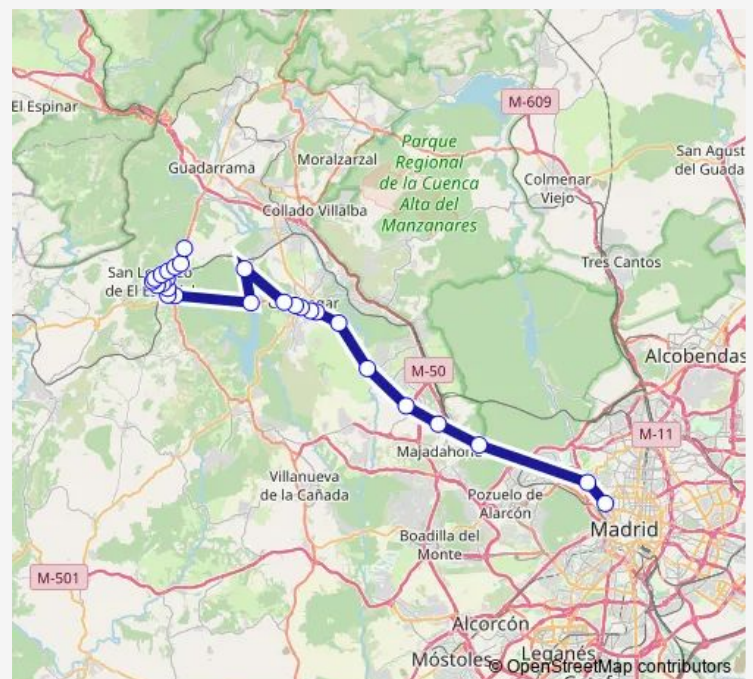 M-609
El Espinar
Parque
Regional
de la Cuenca
Alta del
Manzanares
San Agust
del Guada
Guadarrama
Moralzarzal
Colmenar
Viejo
Collado Villalba
Tres Cantos
San L
de El Es
Alcobendas
M-50
M-11
Majadahond
Villanueva
de la Cañada
Pozuelo de
Alarcón
Madrid
Boadilla del
Monte
M-501
Alcorcón
Leganés
Móstoles
© OpenStreetMap contributors